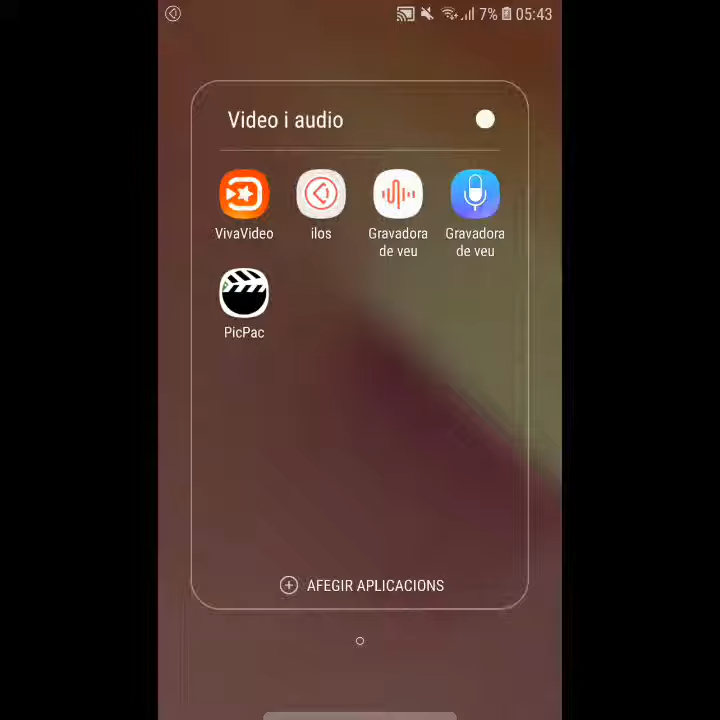 7% 05:43
Video i audio
VivaVideo
ilos
Gravadora
de veu
Gravadora
de veu
PicPac
AFEGIR APLICACIONS